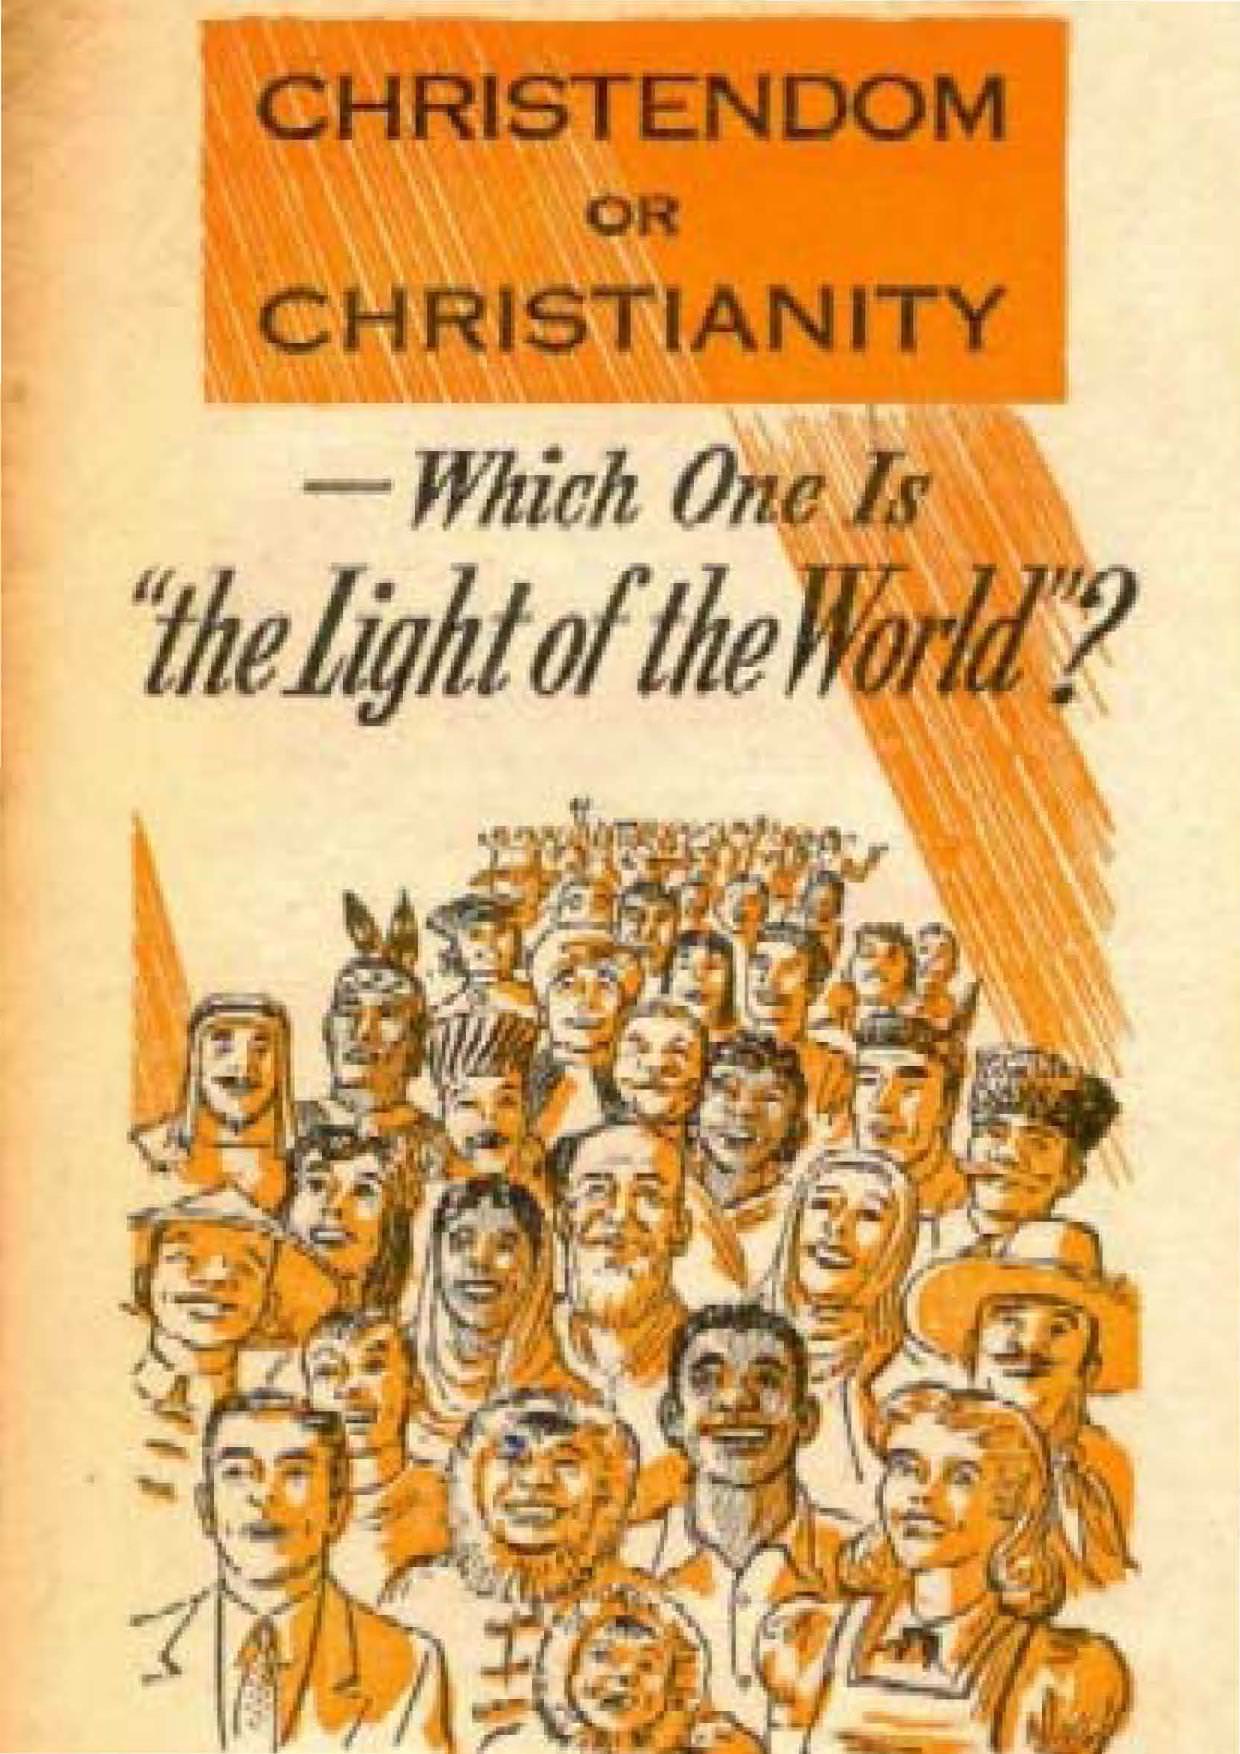 CHRISTENDOM
OR
CHRISTIANITY
—Which One Is
"the Light of the World"?